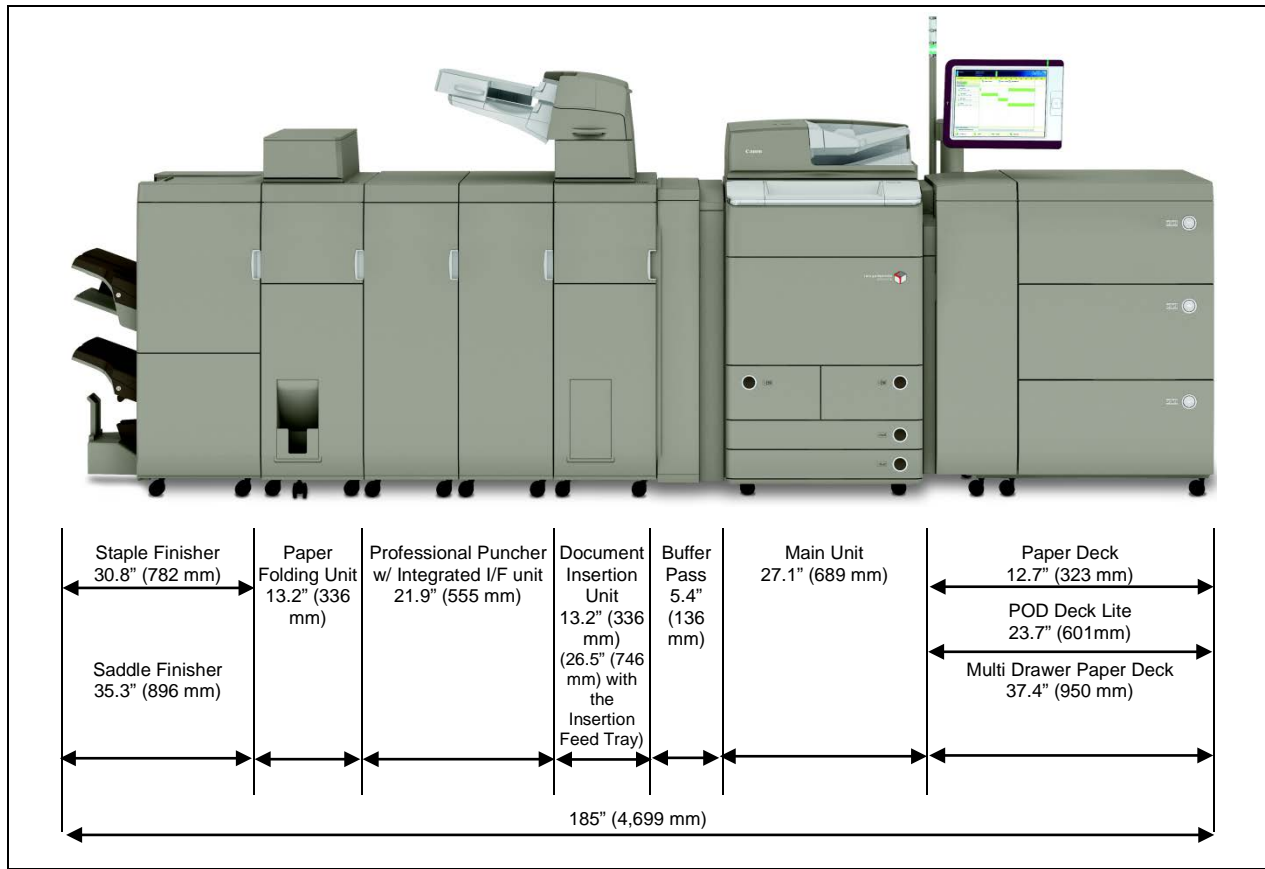 Canon
Staple Finisher
30.8” (782 mm)
Saddle Finisher
35.3” (896 mm)
Paper
Folding Unit
13.2” (336
mm)
Professional Puncher
w/ Integrated I/F unit
21.9” (555 mm)
Document
Insertion
Unit
13.2” (336
mm)
(26.5” (746
mm) with
the
Insertion
Feed Tray)
Buffer
Pass
5.4”
(136
mm)
Main Unit
27.1” (689 mm)
Paper Deck
12.7” (323 mm)
POD Deck Lite
23.7” (601mm)
Multi Drawer Paper Deck
37.4” (950 mm)
185” (4,699 mm)